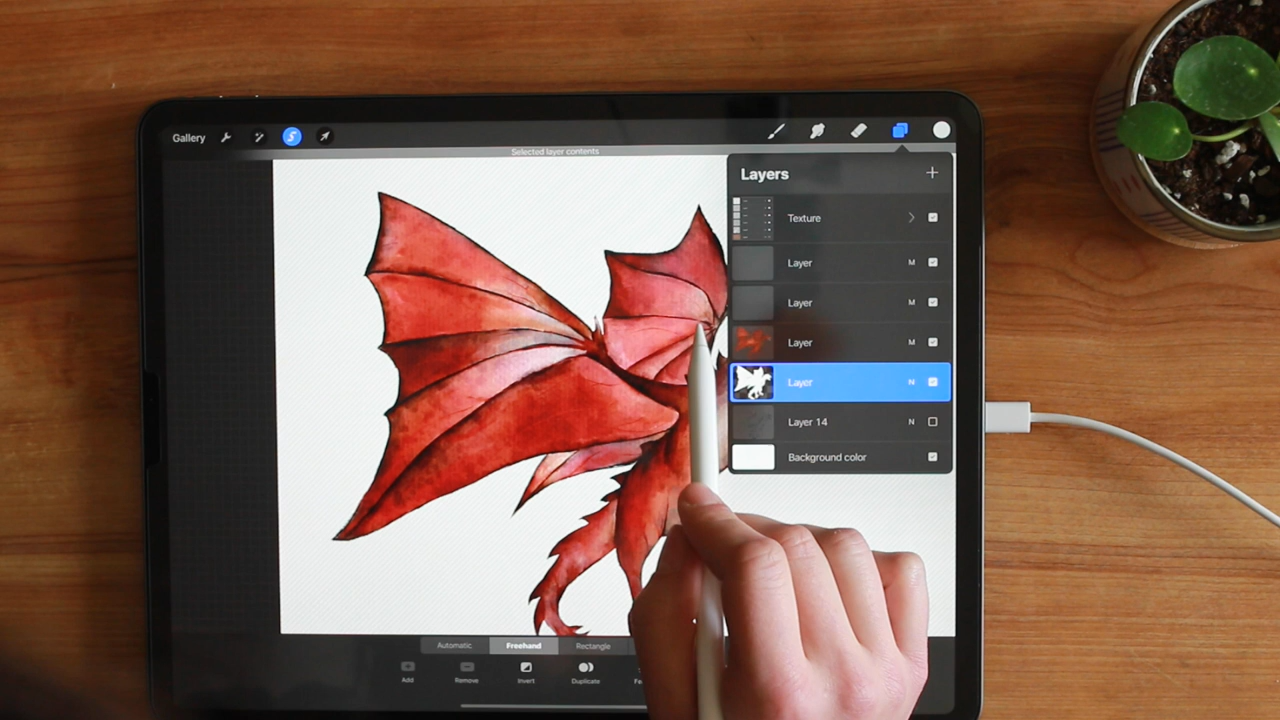 Gallery
Selected layer contents
Layers
Texture
Layer M
Layer M
Layer M
Layer N
Layer 14 N
Background color
Automatic Freehand Rectangle
Add Remove Invert Duplicate